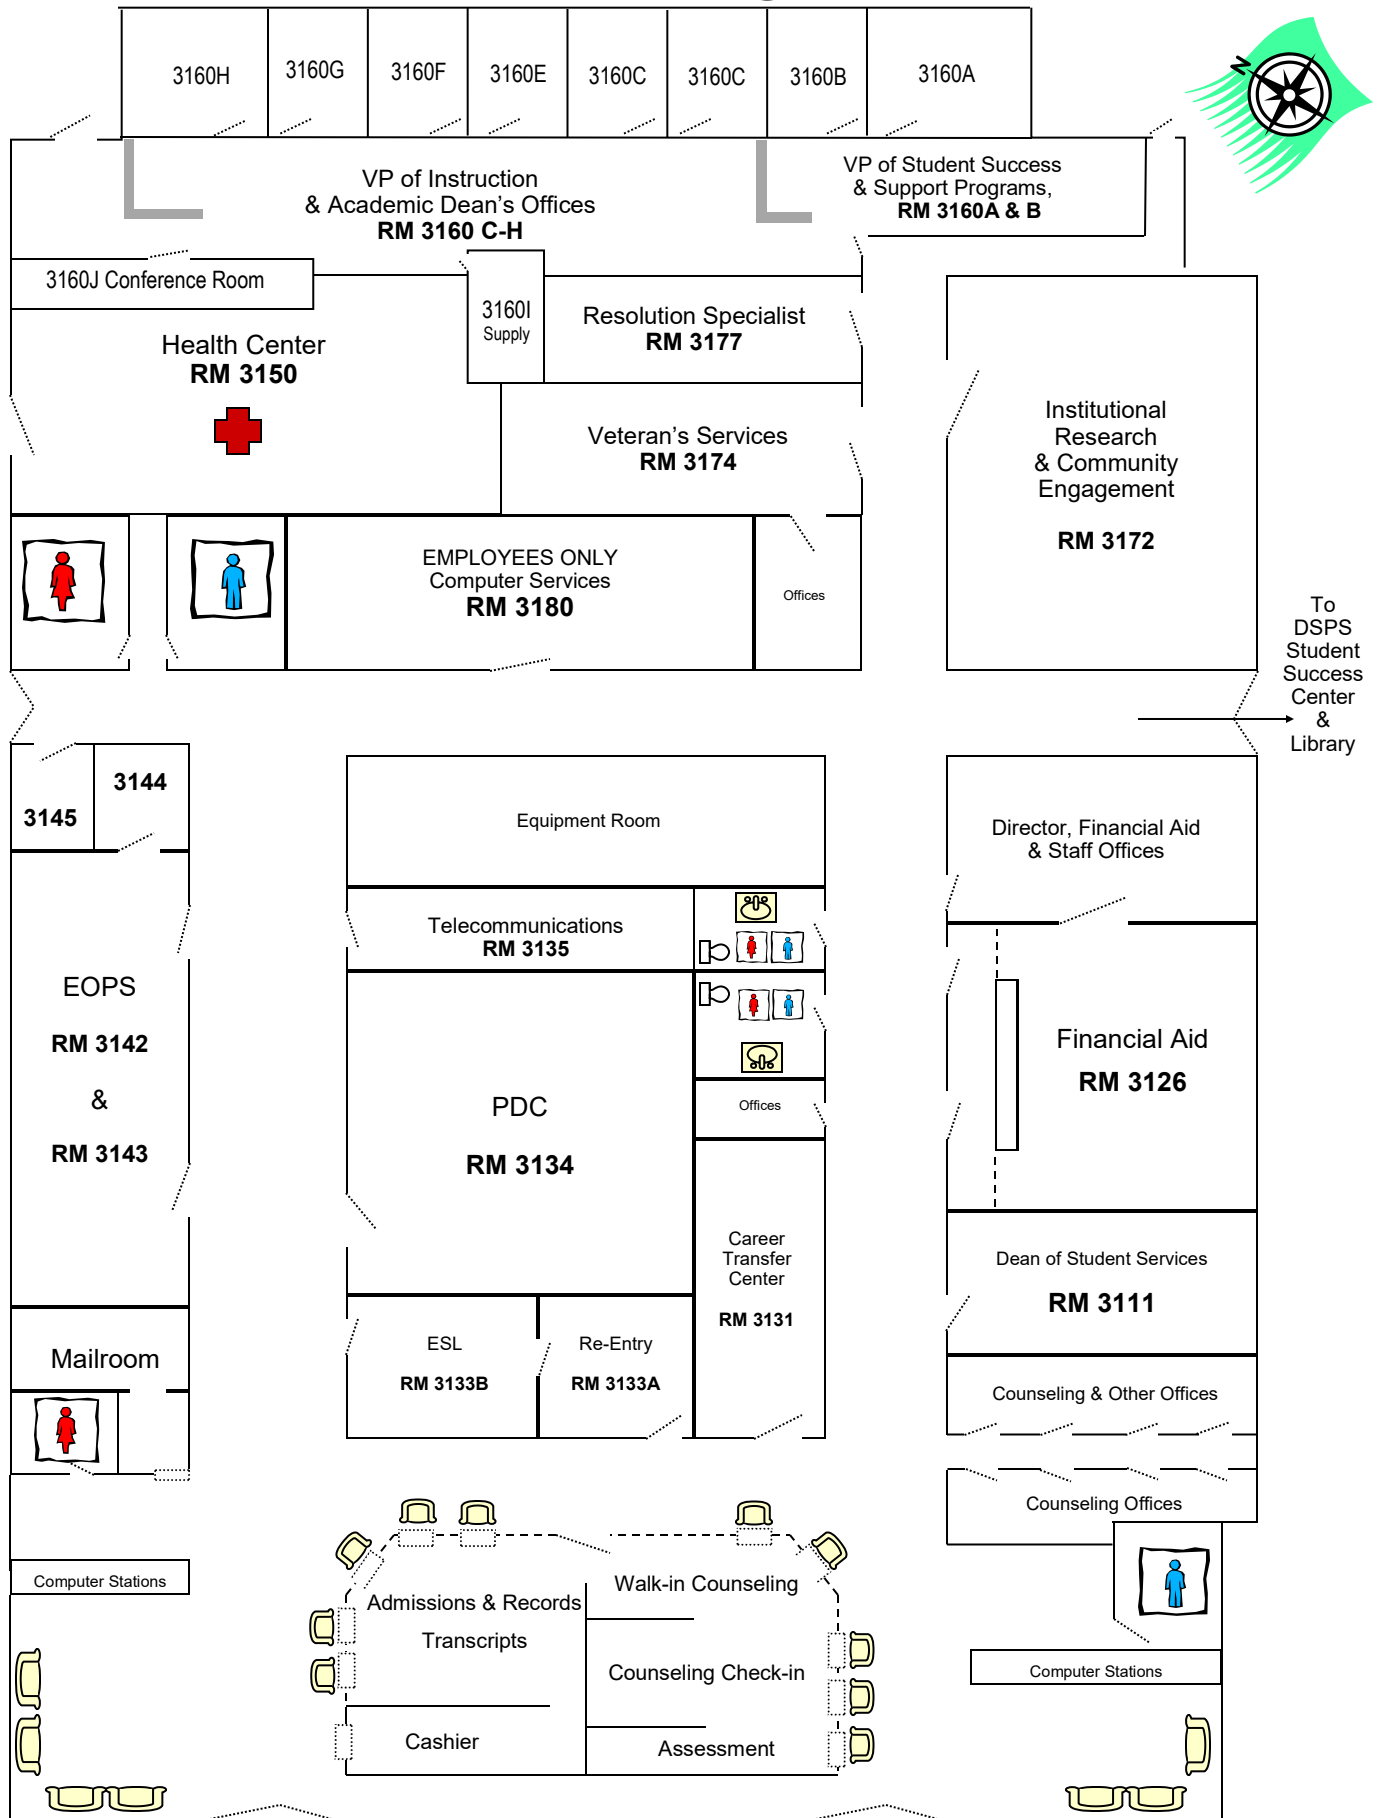 3160H
3160G
3160F
3160E
3160C
3160C
3160B
3160A
N
VP of Instruction
& Academic Dean's Offices
RM 3160 C-H
VP of Student Success
& Support Programs,
RM 3160A & B
3160J Conference Room
3160I
Supply
Resolution Specialist
RM 3177
Health Center
RM 3150
Veteran's Services
RM 3174
Institutional
Research
& Community
Engagement
RM 3172
EMPLOYEES ONLY
Computer Services
RM 3180
Offices
To
DSPS
Student
Success
Center
&
Library
3144
3145
Equipment Room
Director, Financial Aid
& Staff Offices
Telecommunications
RM 3135
EOPS
RM 3142
&
RM 3143
PDC
RM 3134
Offices
Financial Aid
RM 3126
Career
Transfer
Center
RM 3131
Dean of Student Services
RM 3111
Mailroom
ESL
RM 3133B
Re-Entry
RM 3133A
Counseling & Other Offices
Counseling Offices
Computer Stations
Admissions & Records
Transcripts
Walk-in Counseling
Counseling Check-in
Computer Stations
Cashier
Assessment